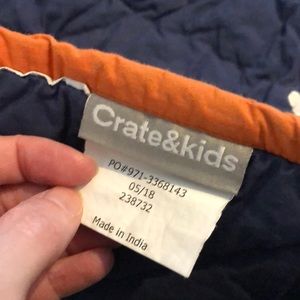 Crate&kids
PO#971-3368143
05/18
238732
Made in India